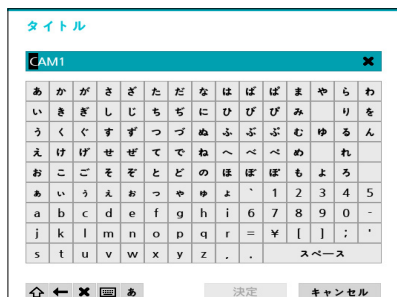 タイトル
CAM1 ✖
あ か が さ ざ た だ な は ば ぱ ま や ら わ
い き ぎ し じ ち ぢ に ひ び ぴ み り を
う く ぐ す ず つ づ ぬ ふ ぶ ぷ む ゆ る ん
え け げ せ ぜ て で ね へ べ ぺ め れ
お こ ご そ ぞ と ど の ほ ぼ ぽ も よ ろ
ぁ ぃ ぅ ぇ ぉ っ ゃ ゅ ょ ` 1 2 3 4 5
a b c d e f g h i 6 7 8 9 0 -
j k l m n o p q r = ¥ [ ] ; '
s t u v w x y z , . スペース
あ 決定 キャンセル